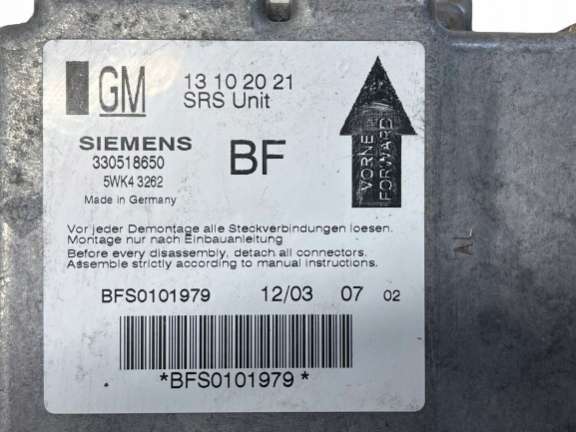 GM
13 10 20 21
SRS Unit
SIEMENS
330518650
5WK4 3262
Made in Germany
BF
VORNE
FORWARD
Vor jeder Demontage alle Steckverbindungen loesen.
Montage nur nach Einbauanleitung
Before every disassembly, detach all connectors.
Assemble strictly according to manual instructions.
BFS0101979 12/03 07 02
*BFS0101979*